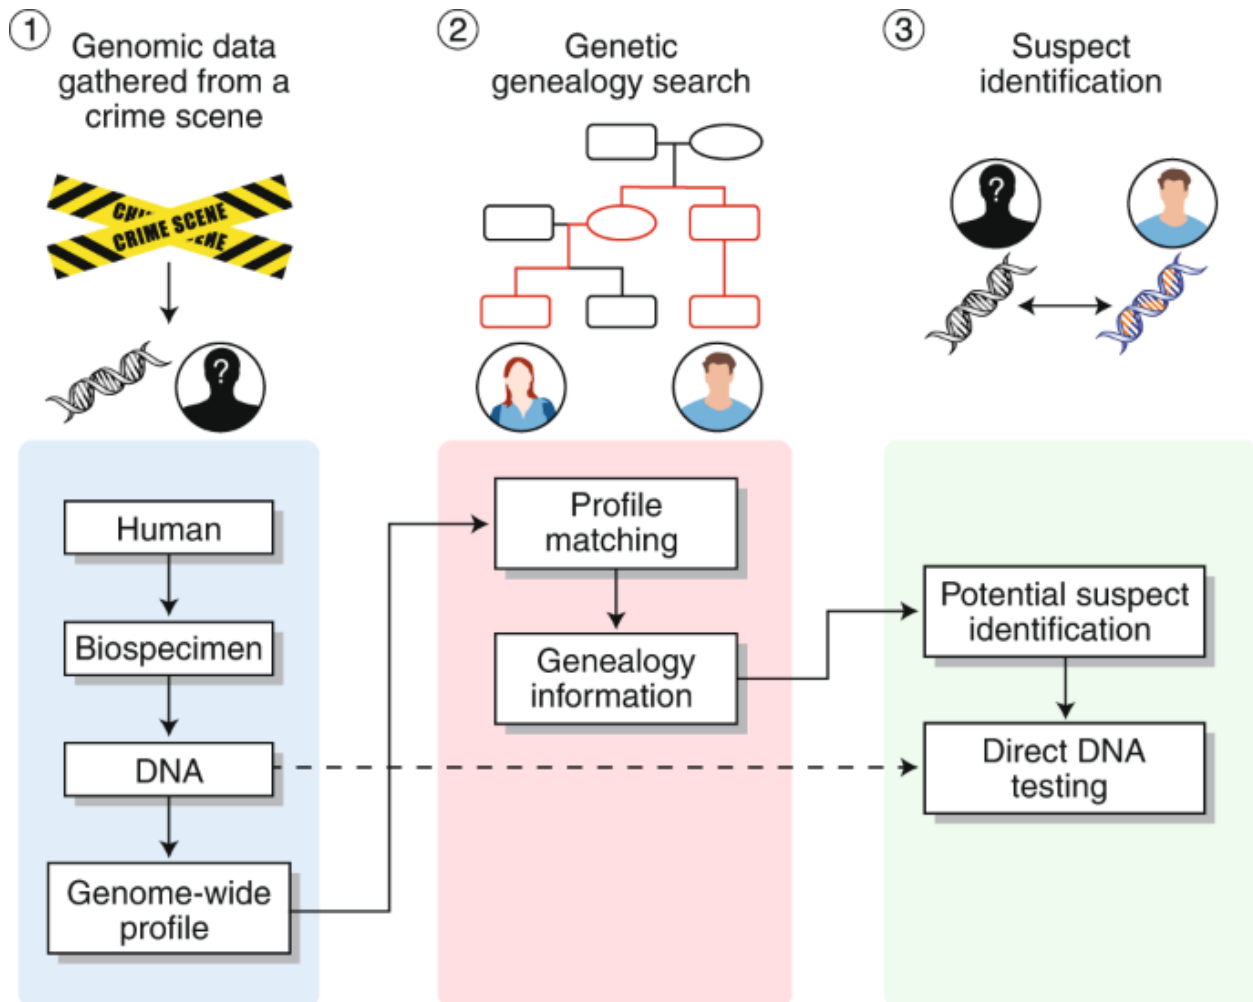 1
Genomic data
gathered from a
crime scene
CRIME SCENE
?
Human
Biospecimen
DNA
Genome-wide
profile
2
Genetic
genealogy search
Profile
matching
Genealogy
information
3
Suspect
identification
?
Potential suspect
identification
Direct DNA
testing